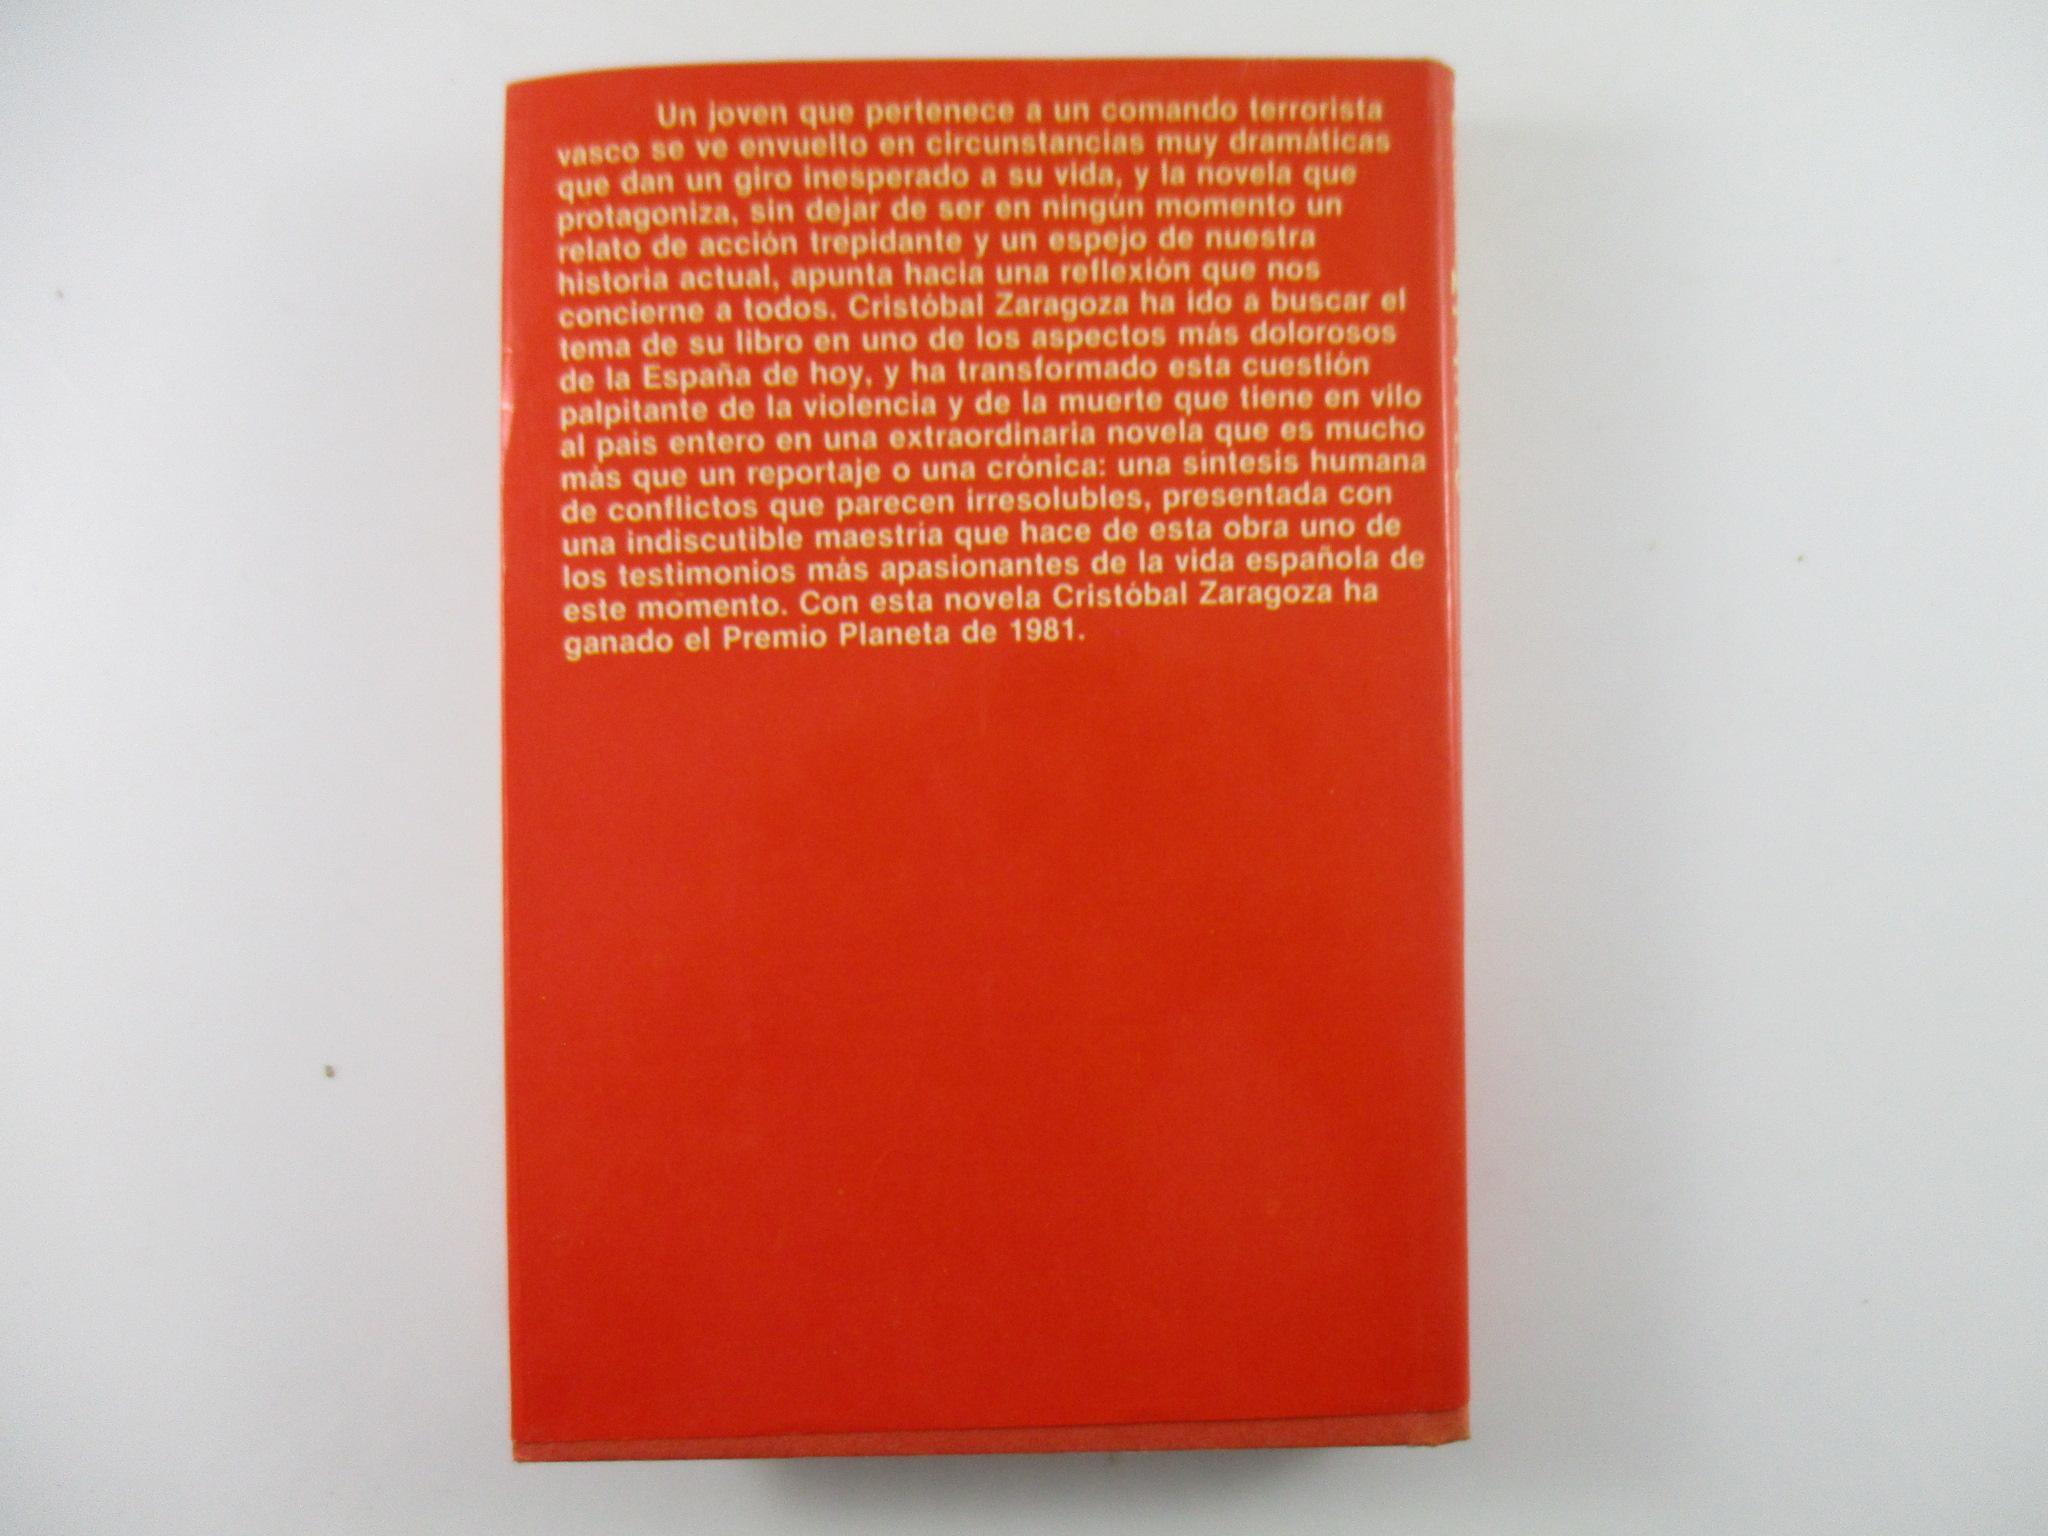 Un joven que pertenece a un comando terrorista
vasco se ve envuelto en circunstancias muy dramáticas
que dan un giro inesperado a su vida, y la novela que
protagoniza, sin dejar de ser en ningún momento un
relato de acción trepidante y un espejo de nuestra
historia actual, apunta hacia una reflexión que nos
concierne a todos. Cristóbal Zaragoza ha ido a buscar el
tema de su libro en uno de los aspectos más dolorosos
de la España de hoy, y ha transformado esta cuestión
palpitante de la violencia y de la muerte que tiene en vilo
al país entero en una extraordinaria novela que es mucho
más que un reportaje o una crónica: una síntesis humana
de conflictos que parecen irresolubles, presentada con
una indiscutible maestría que hace de esta obra uno de
los testimonios más apasionantes de la vida española de
este momento. Con esta novela Cristóbal Zaragoza ha
ganado el Premio Planeta de 1981.